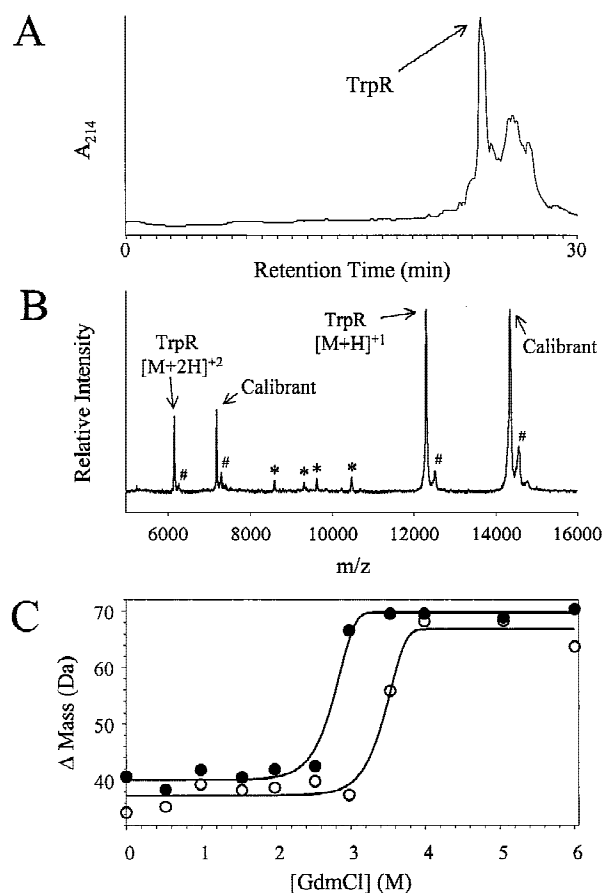 A
TrpR
A214
0
30
Retention Time (min)
B
TrpR
[M+2H]+2
Calibrant
TrpR
[M+H]+1
Calibrant
#
#
*
*
*
*
#
#
Relative Intensity
6000 8000 10000 12000 14000 16000
m/z
C
70
60
50
40
Δ Mass (Da)
0 1 2 3 4 5 6
[GdmCl] (M)